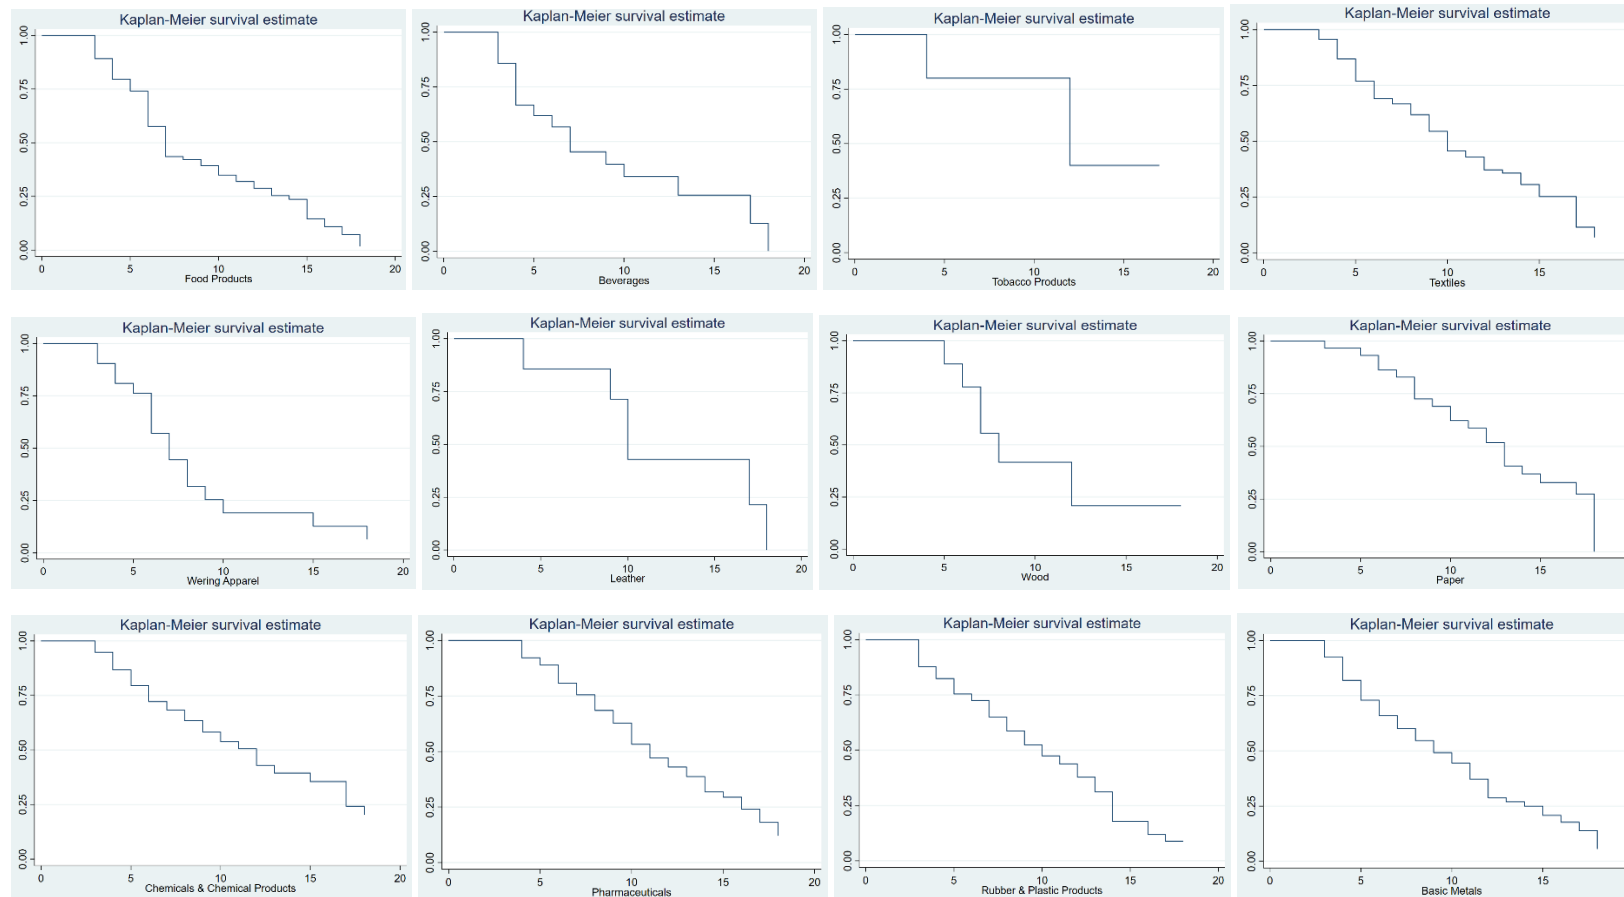 Kaplan-Meier survival estimate
1.00
0.75
0.50
0.25
0.00
0 5 10 15 20
Food Products
Kaplan-Meier survival estimate
1.00
0.75
0.50
0.25
0.00
0 5 10 15 20
Beverages
Kaplan-Meier survival estimate
1.00
0.75
0.50
0.25
0.00
0 5 10 15 20
Tobacco Products
Kaplan-Meier survival estimate
1.00
0.75
0.50
0.25
0.00
0 5 10 15
Textiles
Kaplan-Meier survival estimate
1.00
0.75
0.50
0.25
0.00
0 5 10 15 20
Wering Apparel
Kaplan-Meier survival estimate
1.00
0.75
0.50
0.25
0.00
0 5 10 15 20
Leather
Kaplan-Meier survival estimate
1.00
0.75
0.50
0.25
0.00
0 5 10 15 20
Wood
Kaplan-Meier survival estimate
1.00
0.75
0.50
0.25
0.00
0 5 10 15
Paper
Kaplan-Meier survival estimate
1.00
0.75
0.50
0.25
0.00
0 5 10 15 20
Chemicals & Chemical Products
Kaplan-Meier survival estimate
1.00
0.75
0.50
0.25
0.00
0 5 10 15 20
Pharmaceuticals
Kaplan-Meier survival estimate
1.00
0.75
0.50
0.25
0.00
0 5 10 15 20
Rubber & Plastic Products
Kaplan-Meier survival estimate
1.00
0.75
0.50
0.25
0.00
0 5 10 15
Basic Metals